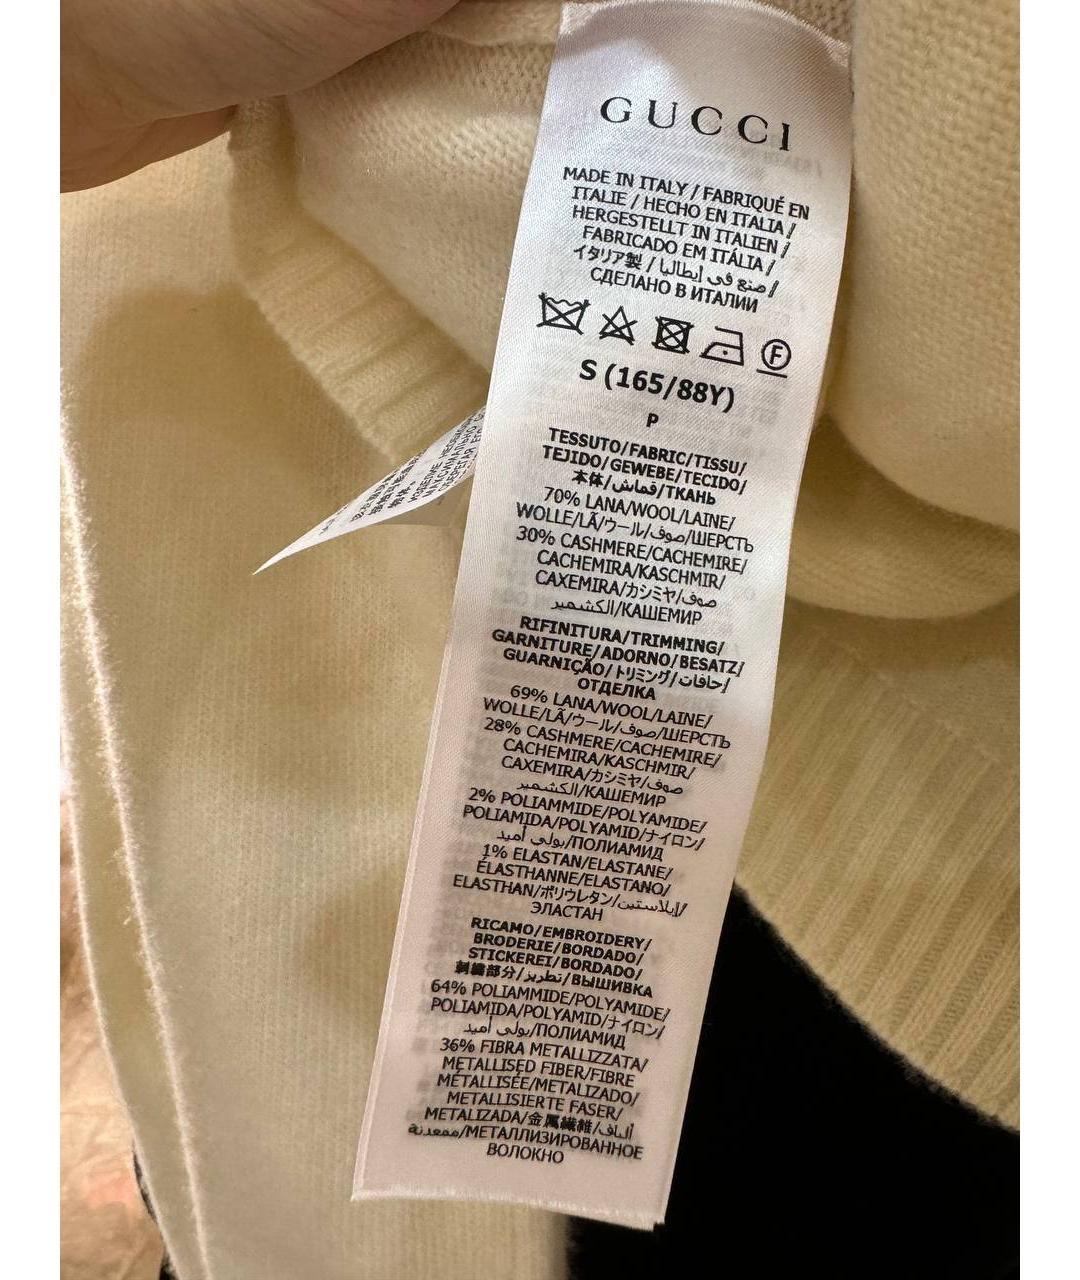 GUCCI
MADE IN ITALY / FABRIQUÉ EN
ITALIE / HECHO EN ITALIA /
HERGESTELLT IN ITALIEN /
FABRICADO EM ITÁLIA /
イタリア製 / صنع في إيطاليا /
СДЕЛАНО В ИТАЛИИ
F
S (165/88Y)
P
TESSUTO/FABRIC/TISSU/
TEJIDO/GEWEBE/TECIDO/
本体/قماش/ТКАНЬ
70% LANA/WOOL/LAINE/
WOLLE/LÃ/ウール/صوف/ШЕРСТЬ
30% CASHMERE/CACHEMIRE/
CACHEMIRA/KASCHMIR/
CAXEMIRA/カシミヤ/صوف
الكشمير/КАШЕМИР
RIFINITURA/TRIMMING/
GARNITURE/ADORNO/BESATZ/
GUARNIÇÃO/トリミング/حافات/
ОТДЕЛКА
69% LANA/WOOL/LAINE/
WOLLE/LÃ/ウール/صوف/ШЕРСТЬ
28% CASHMERE/CACHEMIRE/
CACHEMIRA/KASCHMIR/
CAXEMIRA/カシミヤ/صوف
الكشمير/КАШЕМИР
2% POLIAMMIDE/POLYAMIDE/
POLIAMIDA/POLYAMID/ナイロン/
بولي أميد/ПОЛИАМИД
1% ELASTAN/ELASTANE/
ÉLASTHANNE/ELASTANO/
ELASTHAN/ポリウレタン/إيلاستين/
ЭЛАСТАН
RICAMO/EMBROIDERY/
BRODERIE/BORDADO/
STICKEREI/BORDADO/
刺繍部分/تطريز/ВЫШИВКА
64% POLIAMMIDE/POLYAMIDE/
POLIAMIDA/POLYAMID/ナイロン/
بولي أميد/ПОЛИАМИД
36% FIBRA METALLIZZATA/
METALLISED FIBER/FIBRE
MÉTALLISÉE/METALIZADO/
METALLISIERTE FASER/
METALIZADA/金属繊維/ألياف
ممعدنة/МЕТАЛЛИЗИРОВАННОЕ
ВОЛОКНО
ИЗДЕЛИЕ
МАКСИМАЛЬНО